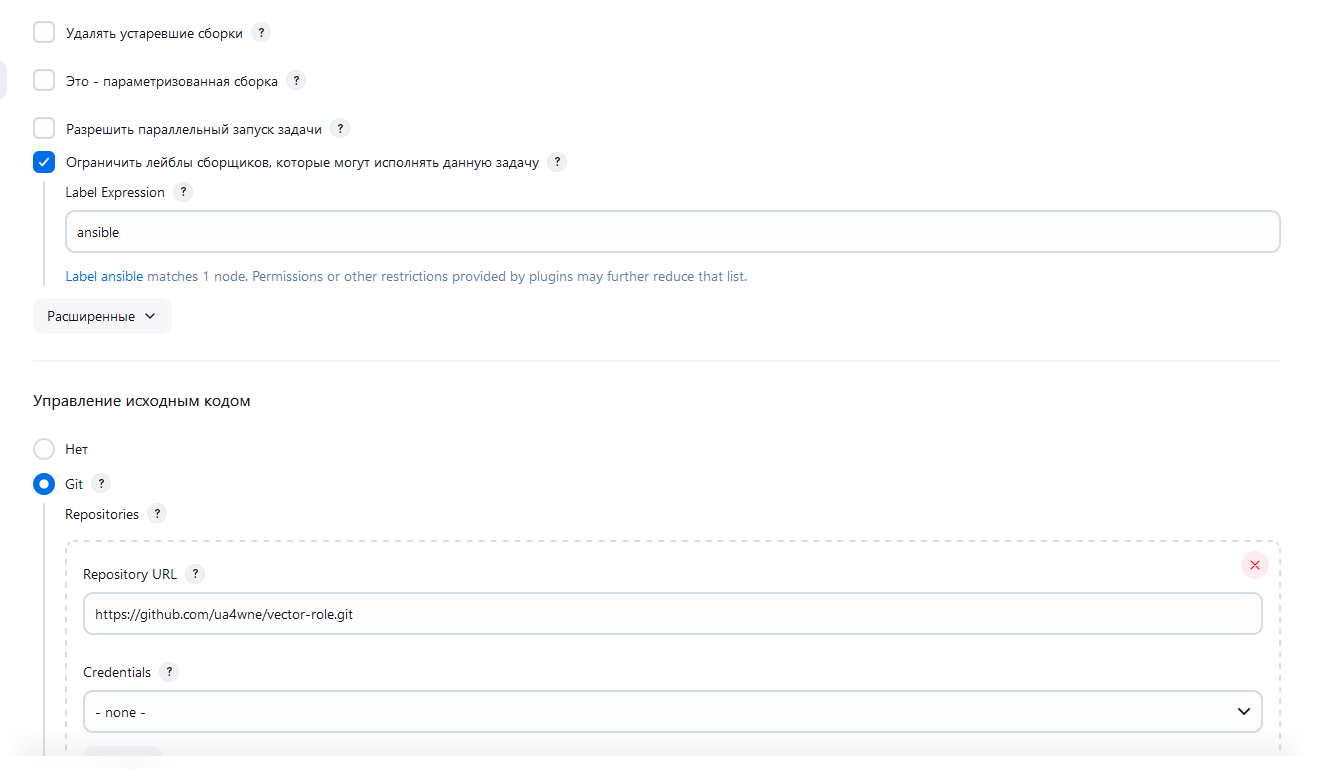 Удалять устаревшие сборки ?
Это - параметризованная сборка ?
Разрешить параллельный запуск задачи ?
Ограничить лейблы сборщиков, которые могут исполнять данную задачу ?
Label Expression ?
ansible
Label ansible matches 1 node. Permissions or other restrictions provided by plugins may further reduce that list.
Расширенные
Управление исходным кодом
Нет
Git ?
Repositories ?
Repository URL ?
https://github.com/ua4wne/vector-role.git
Credentials ?
- none -